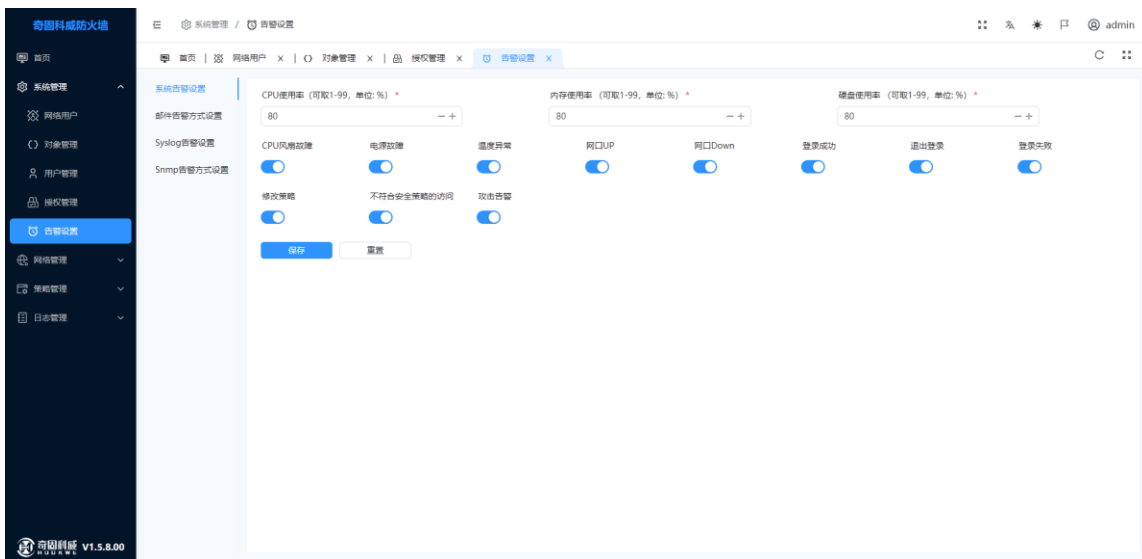 奇固科威防火墙
系统管理 / 告警设置
admin
首页 | 网络用户 × | 对象管理 × | 授权管理 × 告警设置 ×
首页
系统管理
网络用户
对象管理
用户管理
授权管理
告警设置
网络管理
策略管理
日志管理
奇固科威 V1.5.8.00
HUUKWE
系统告警设置
邮件告警方式设置
Syslog告警设置
Snmp告警方式设置
CPU使用率（可取1-99，单位: %） * 内存使用率（可取1-99，单位: %） * 硬盘使用率（可取1-99，单位: %） *
80 − + 80 − + 80 − +
CPU风扇故障 电源故障 温度异常 网口UP 网口Down 登录成功 退出登录 登录失败
修改策略 不符合安全策略的访问 攻击告警
保存 重置